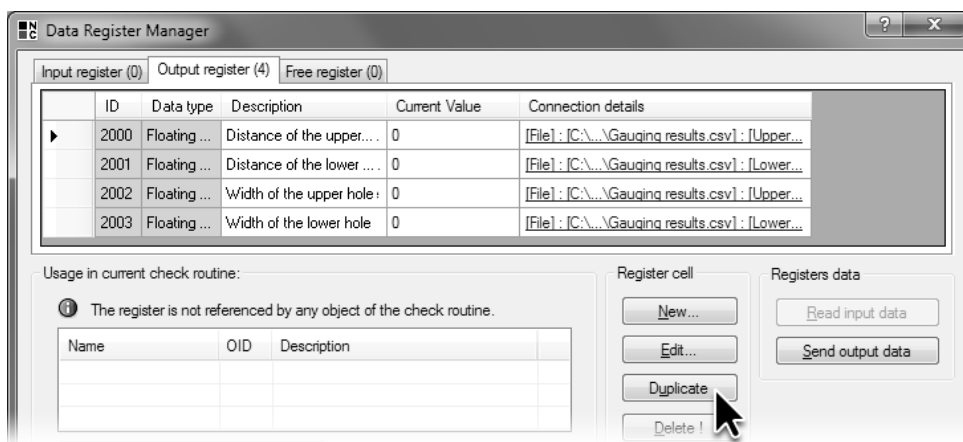 Data Register Manager
Input register (0) Output register (4) Free register (0)
ID Data type Description Current Value Connection details
2000 Floating ... Distance of the upper... . 0 [File] : [C:\...\Gauging results.csv] : [Upper...
2001 Floating ... Distance of the lower ... . 0 [File] : [C:\...\Gauging results.csv] : [Lower...
2002 Floating ... Width of the upper hole 0 [File] : [C:\...\Gauging results.csv] : [Upper...
2003 Floating ... Width of the lower hole 0 [File] : [C:\...\Gauging results.csv] : [Lower...
Usage in current check routine:
The register is not referenced by any object of the check routine.
Name OID Description
Register cell
New...
Edit...
Duplicate
Delete !
Registers data
Read input data
Send output data